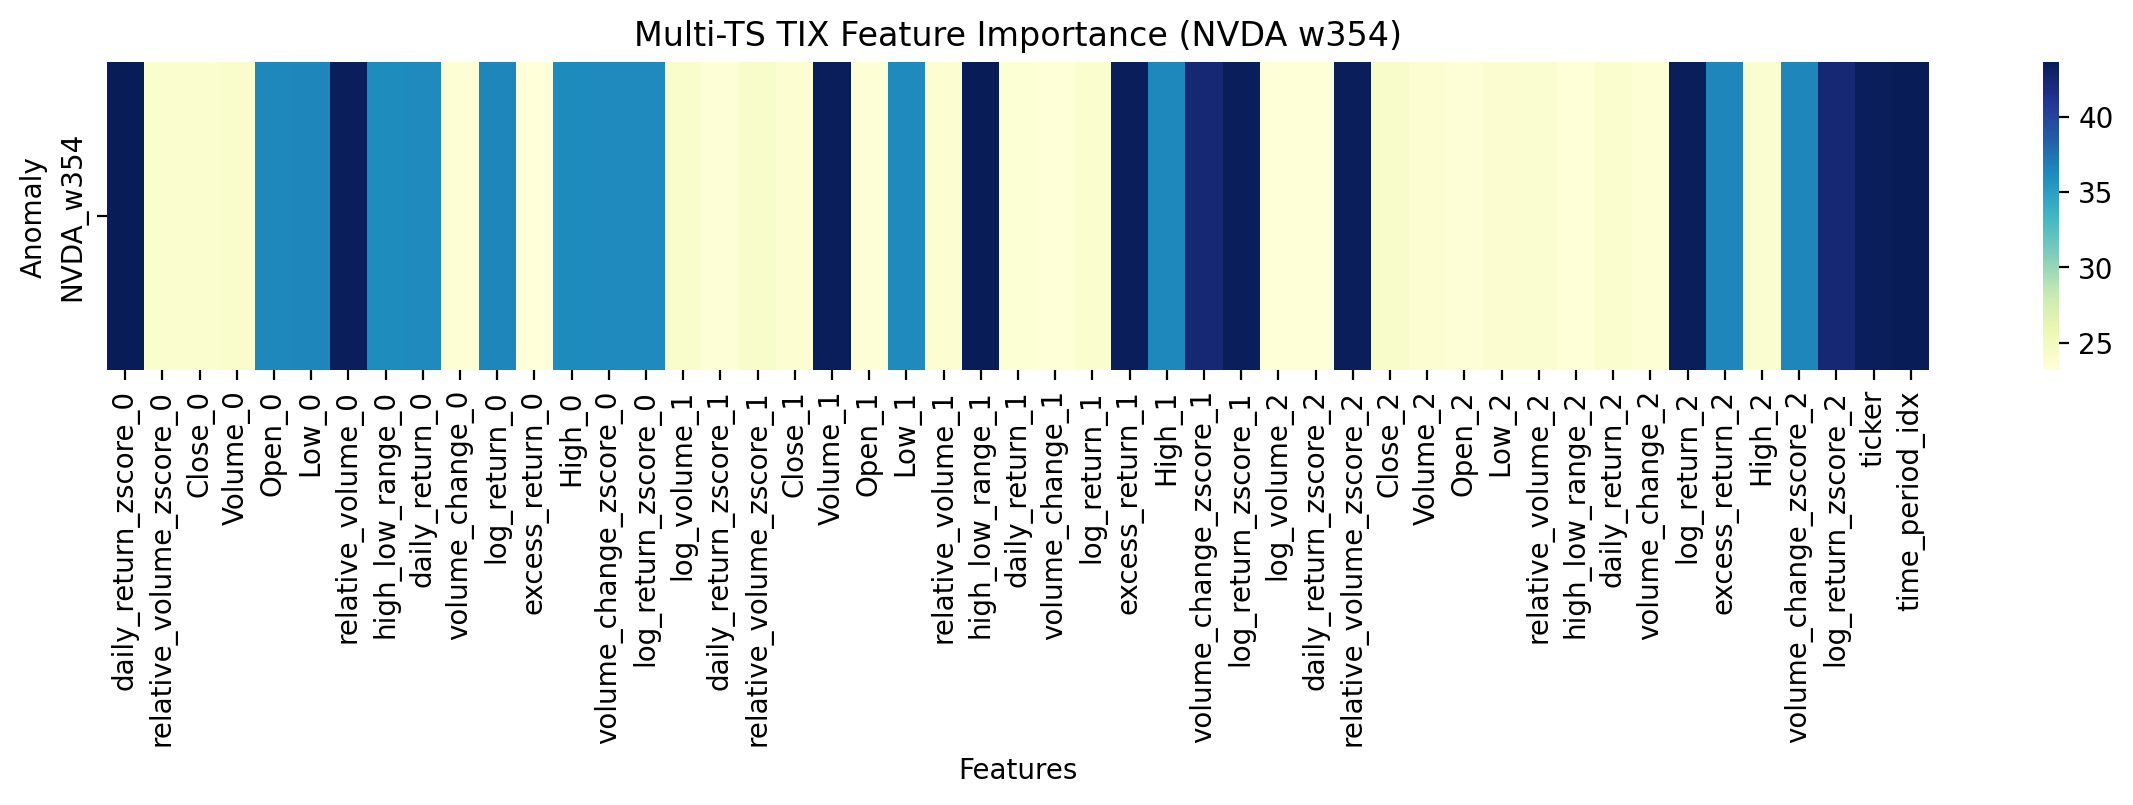 Multi-TS TIX Feature Importance (NVDA w354)
Anomaly
NVDA_w354
40
35
30
25
daily_return_zscore_0
relative_volume_zscore_0
Close_0
Volume_0
Open_0
Low_0
relative_volume_0
high_low_range_0
daily_return_0
volume_change_0
log_return_0
excess_return_0
High_0
volume_change_zscore_0
log_return_zscore_0
log_volume_1
daily_return_zscore_1
relative_volume_zscore_1
Close_1
Volume_1
Open_1
Low_1
relative_volume_1
high_low_range_1
daily_return_1
volume_change_1
log_return_1
excess_return_1
High_1
volume_change_zscore_1
log_return_zscore_1
log_volume_2
daily_return_zscore_2
relative_volume_zscore_2
Close_2
Volume_2
Open_2
Low_2
relative_volume_2
high_low_range_2
daily_return_2
volume_change_2
log_return_2
excess_return_2
High_2
volume_change_zscore_2
log_return_zscore_2
ticker
time_period_idx
Features